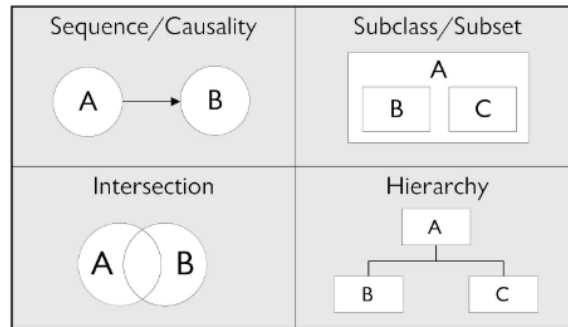 Sequence/Causality
A
B
Subclass/Subset
A
B
C
Intersection
A
B
Hierarchy
A
B
C